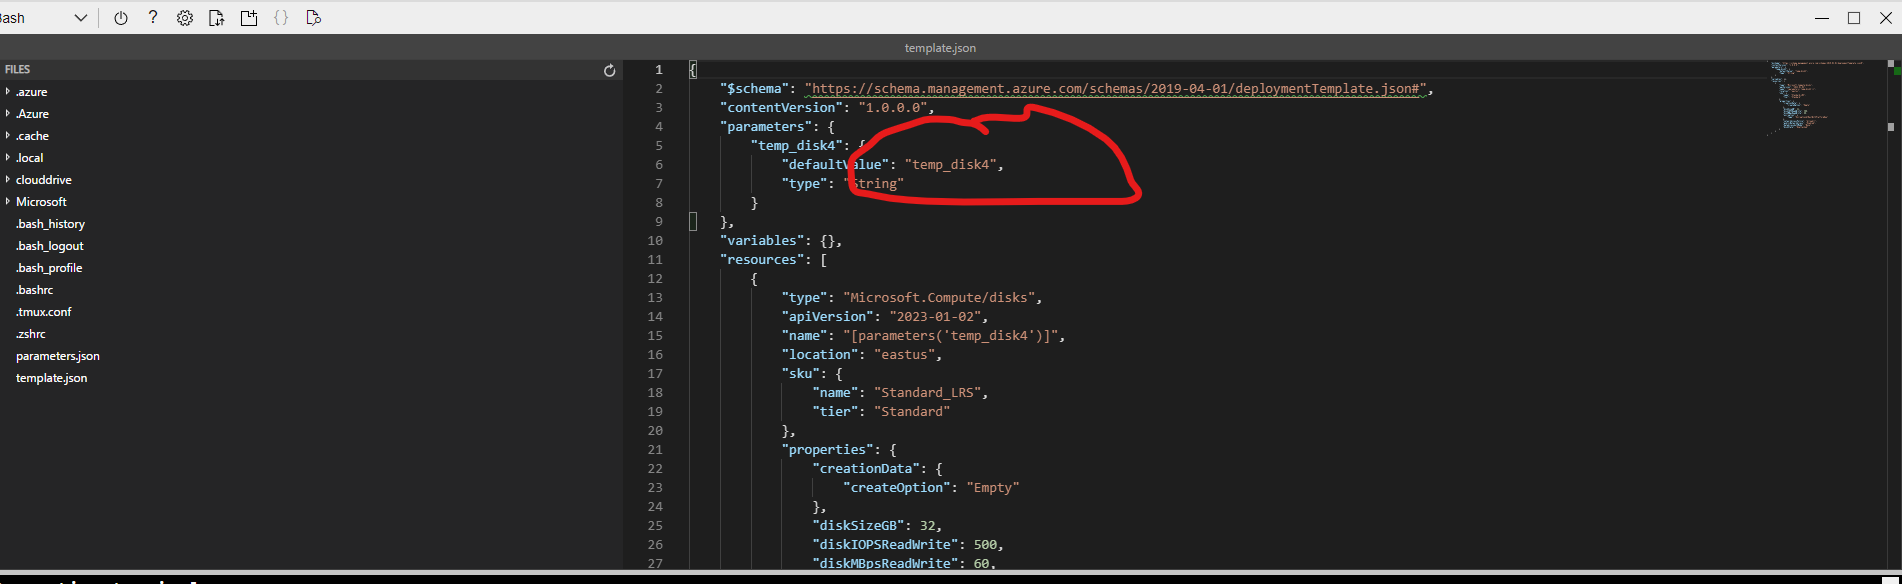 ash
?
{}
template.json
FILES
.azure
.Azure
.cache
.local
clouddrive
Microsoft
.bash_history
.bash_logout
.bash_profile
.bashrc
.tmux.conf
.zshrc
parameters.json
template.json
1 {
2 "$schema": "https://schema.management.azure.com/schemas/2019-04-01/deploymentTemplate.json#",
3 "contentVersion": "1.0.0.0",
4 "parameters": {
5 "temp_disk4": {
6 "defaultValue": "temp_disk4",
7 "type": "String"
8 }
9 },
10 "variables": {},
11 "resources": [
12 {
13 "type": "Microsoft.Compute/disks",
14 "apiVersion": "2023-01-02",
15 "name": "[parameters('temp_disk4')]",
16 "location": "eastus",
17 "sku": {
18 "name": "Standard_LRS",
19 "tier": "Standard"
20 },
21 "properties": {
22 "creationData": {
23 "createOption": "Empty"
24 },
25 "diskSizeGB": 32,
26 "diskIOPSReadWrite": 500,
27 "diskMBpsReadWrite": 60,